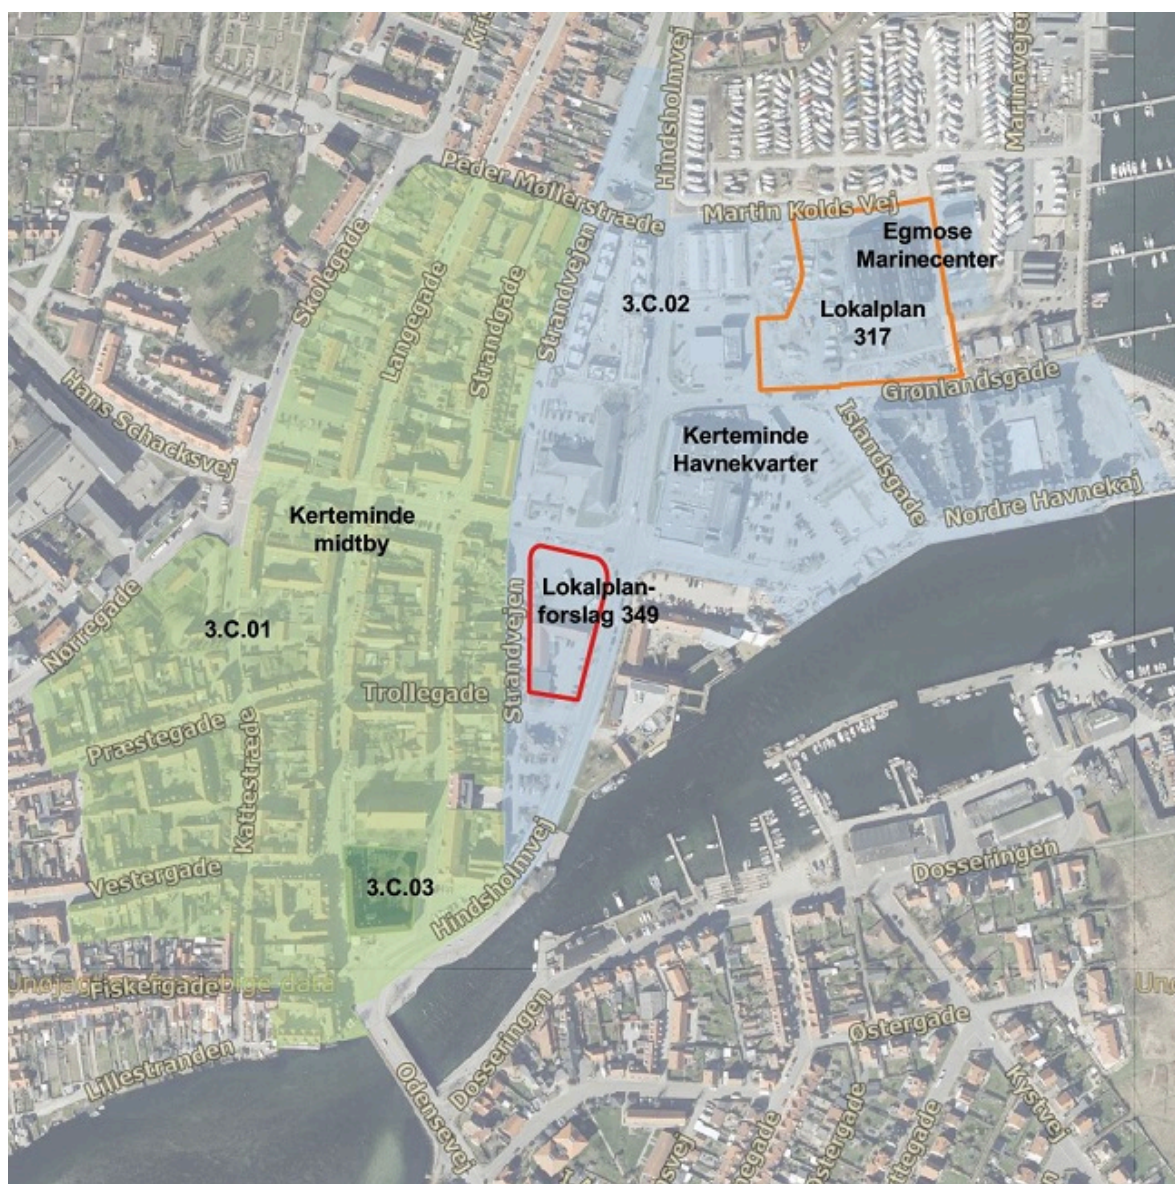 Hindsholmvej
Marinavejen
Peder Møllerstræde
Martin Kolds Vej
Egmose
Marinecenter
Skolegade
Langegade
Strandgade
Strandvejen
3.C.02
Lokalplan
317
Grønlandsgade
Hans Schacksvej
Kerteminde
Havnekvarter
Islandsgade
Nordre Havnekaj
Kerteminde
midtby
Lokalplan-
forslag 349
Strandvejen
Nørregade
3.C.01
Trollegade
Præstegade
Kattestræde
Vestergade
3.C.03
Hindsholmvej
Dosseringen
Fiskergade
Lillestranden
Odensevej
Dosseringen
Østergade
Kystvej